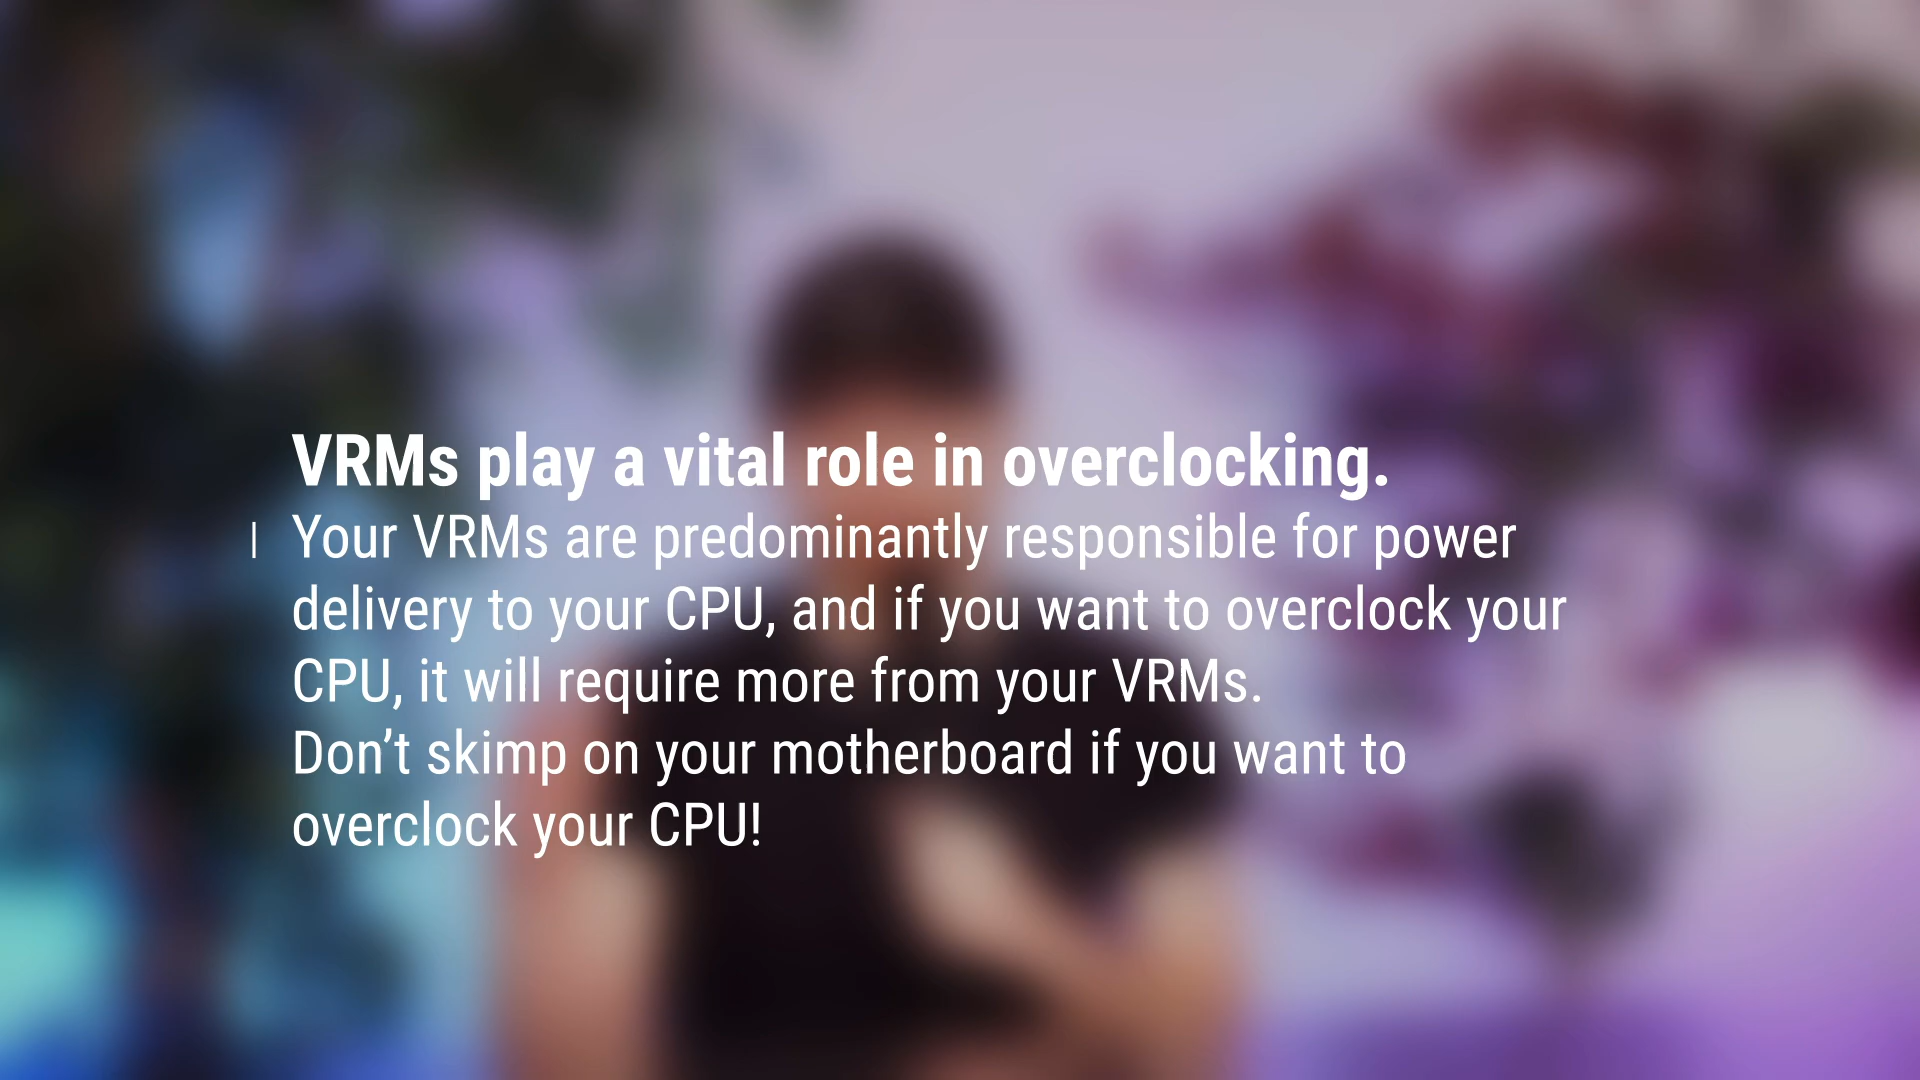 VRMs play a vital role in overclocking.
Your VRMs are predominantly responsible for power
delivery to your CPU, and if you want to overclock your
CPU, it will require more from your VRMs.
Don’t skimp on your motherboard if you want to
overclock your CPU!